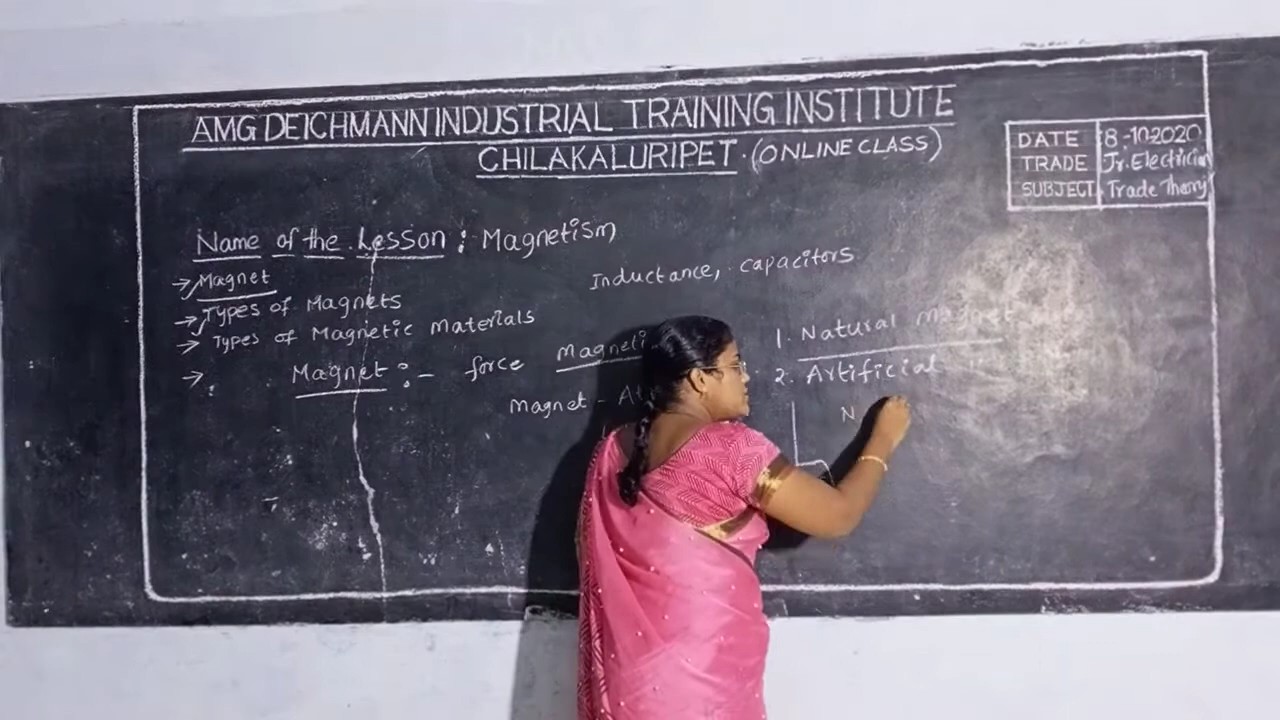 AMG DEICHMANN INDUSTRIAL TRAINING INSTITUTE
CHILAKALURIPET. (ONLINE CLASS)
DATE : 8-10-2020
TRADE : Jr. Electrician
SUBJECT : Trade Theory
Name of the Lesson : Magnetism
→ Magnet
→ Types of Magnets
→ Types of Magnetic materials
→
Inductance, capacitors
Magnet :- force
Magnet -
1. Natural magnet
2. Artificial
N